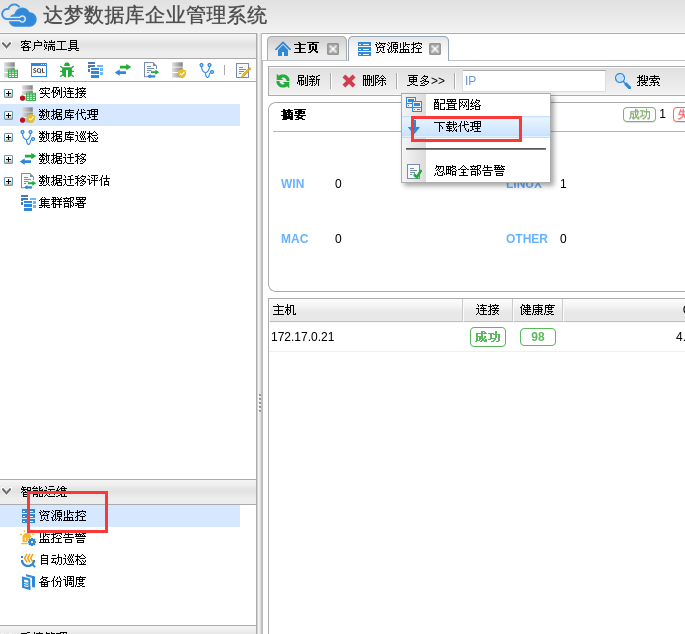 达梦数据库企业管理系统
客户端工具
SQL
实例连接
数据库代理
数据库巡检
数据迁移
数据迁移评估
集群部署
智能运维
资源监控
监控告警
自动巡检
备份调度
主页
资源监控
刷新
删除
更多>>
IP
搜索
配置网络
下载代理
忽略全部告警
摘要
成功 1
WIN 0
LINUX 1
MAC 0
OTHER 0
主机 连接 健康度
172.17.0.21 成功 98 4.